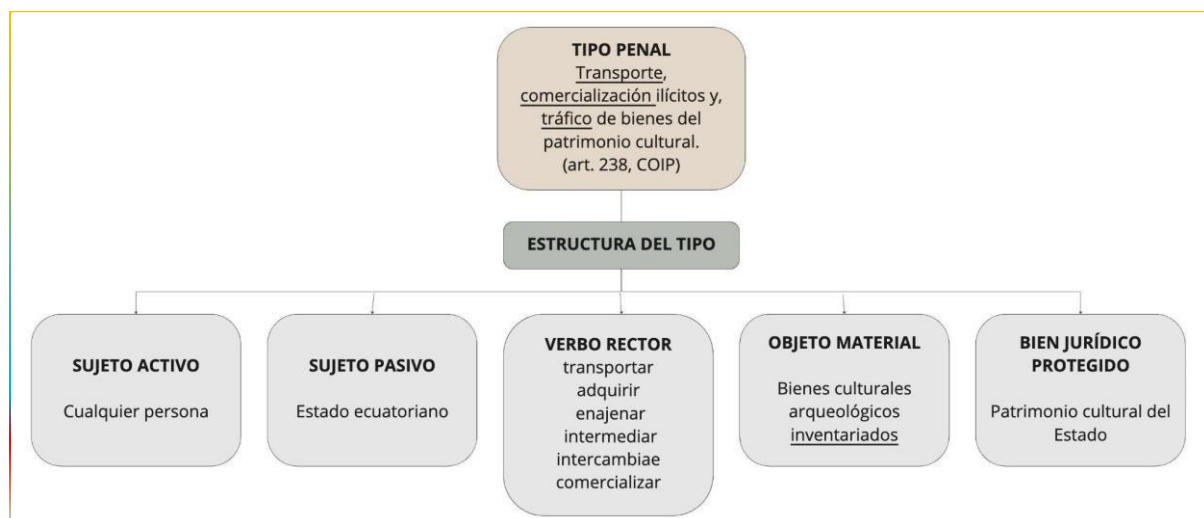 TIPO PENAL
Transporte,
comercialización ilícitos y,
tráfico de bienes del
patrimonio cultural.
(art. 238, COIP)
ESTRUCTURA DEL TIPO
SUJETO ACTIVO
Cualquier persona
SUJETO PASIVO
Estado ecuatoriano
VERBO RECTOR
transportar
adquirir
enajenar
intermediar
intercambiae
comercializar
OBJETO MATERIAL
Bienes culturales
arqueológicos
inventariados
BIEN JURÍDICO
PROTEGIDO
Patrimonio cultural del
Estado